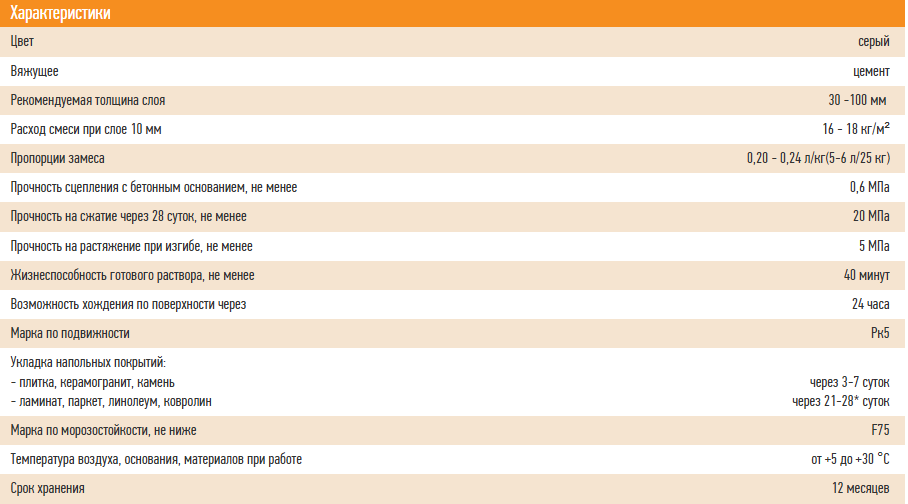 Характеристики
Цвет серый
Вяжущее цемент
Рекомендуемая толщина слоя 30 -100 мм
Расход смеси при слое 10 мм 16 - 18 кг/м²
Пропорции замеса 0,20 - 0,24 л/кг(5-6 л/25 кг)
Прочность сцепления с бетонным основанием, не менее 0,6 МПа
Прочность на сжатие через 28 суток, не менее 20 МПа
Прочность на растяжение при изгибе, не менее 5 МПа
Жизнеспособность готового раствора, не менее 40 минут
Возможность хождения по поверхности через 24 часа
Марка по подвижности Рк5
Укладка напольных покрытий:
- плитка, керамогранит, камень через 3-7 суток
- ламинат, паркет, линолеум, ковролин через 21-28* суток
Марка по морозостойкости, не ниже F75
Температура воздуха, основания, материалов при работе от +5 до +30 °С
Срок хранения 12 месяцев